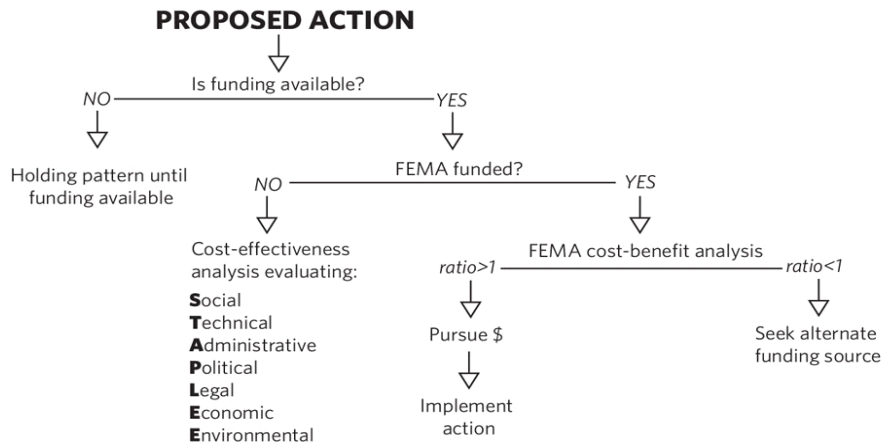 PROPOSED ACTION
Is funding available?
NO
YES
Holding pattern until
funding available
FEMA funded?
NO
YES
Cost-effectiveness
analysis evaluating:
Social
Technical
Administrative
Political
Legal
Economic
Environmental
FEMA cost-benefit analysis
ratio>1
ratio<1
Pursue $
Implement
action
Seek alternate
funding source